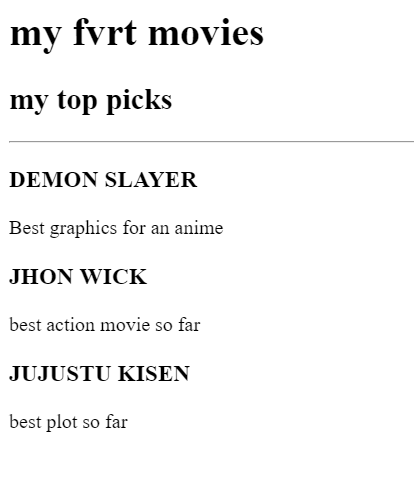 my fvrt movies
my top picks
DEMON SLAYER
Best graphics for an anime
JHON WICK
best action movie so far
JUJUSTU KISEN
best plot so far